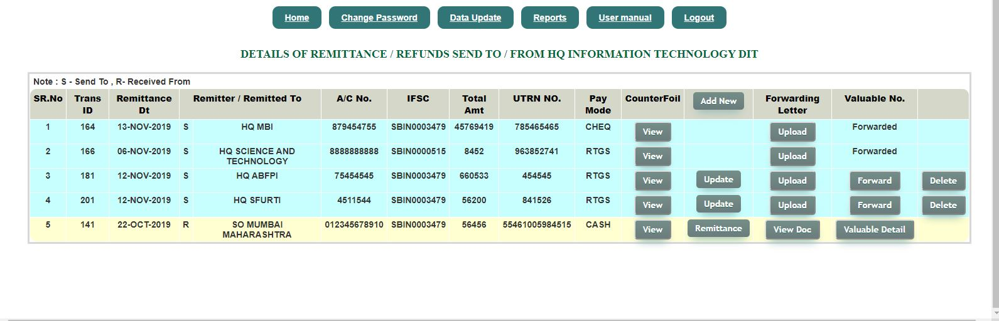 Home Change Password Data Update Reports User manual Logout
DETAILS OF REMITTANCE / REFUNDS SEND TO / FROM HQ INFORMATION TECHNOLOGY DIT
Note : S - Send To , R- Received From
SR.No Trans ID Remittance Dt Remitter / Remitted To A/C No. IFSC Total Amt UTRN NO. Pay Mode CounterFoil Add New Forwarding Letter Valuable No.
1 164 13-NOV-2019 S HQ MBI 879454755 SBIN0003479 45769419 785465465 CHEQ View Upload Forwarded
2 166 06-NOV-2019 S HQ SCIENCE AND TECHNOLOGY 8888888888 SBIN0000515 8452 963852741 RTGS View Upload Forwarded
3 181 12-NOV-2019 S HQ ABFPI 75454545 SBIN0003479 660533 454545 RTGS View Update Upload Forward Delete
4 201 12-NOV-2019 S HQ SFURTI 4511544 SBIN0003479 56200 841526 RTGS View Update Upload Forward Delete
5 141 22-OCT-2019 R SO MUMBAI MAHARASHTRA 012345678910 SBIN0003479 56456 55461005984515 CASH View Remittance View Doc Valuable Detail